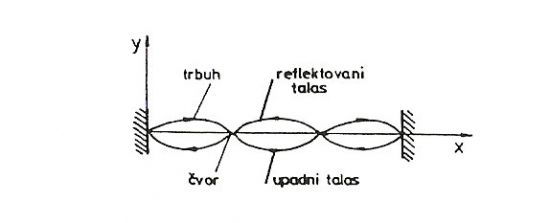 y
trbuh
reflektovani
talas
x
čvor
upadni talas